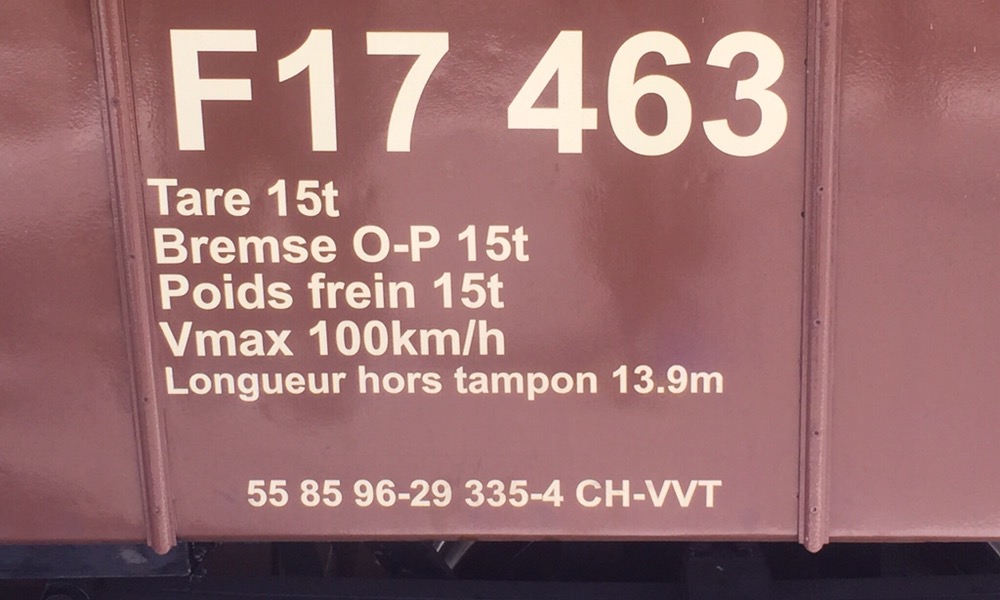 F17 463
Tare 15t
Bremse O-P 15t
Poids frein 15t
Vmax 100km/h
Longueur hors tampon 13.9m
55 85 96-29 335-4 CH-VVT